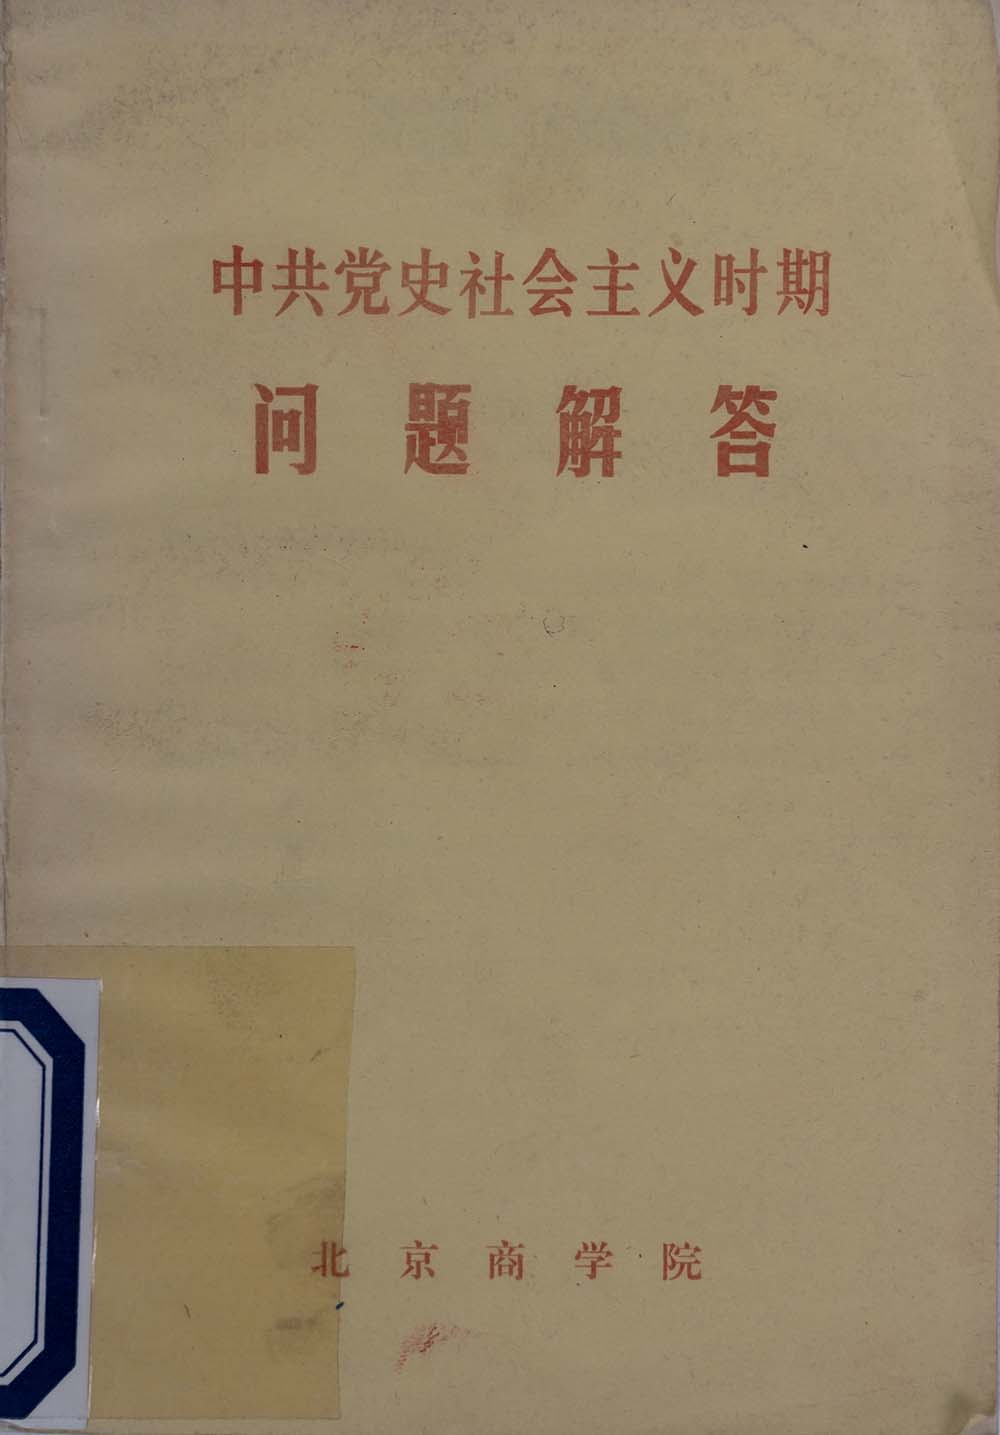 中共党史社会主义时期
问题解答
北京商学院